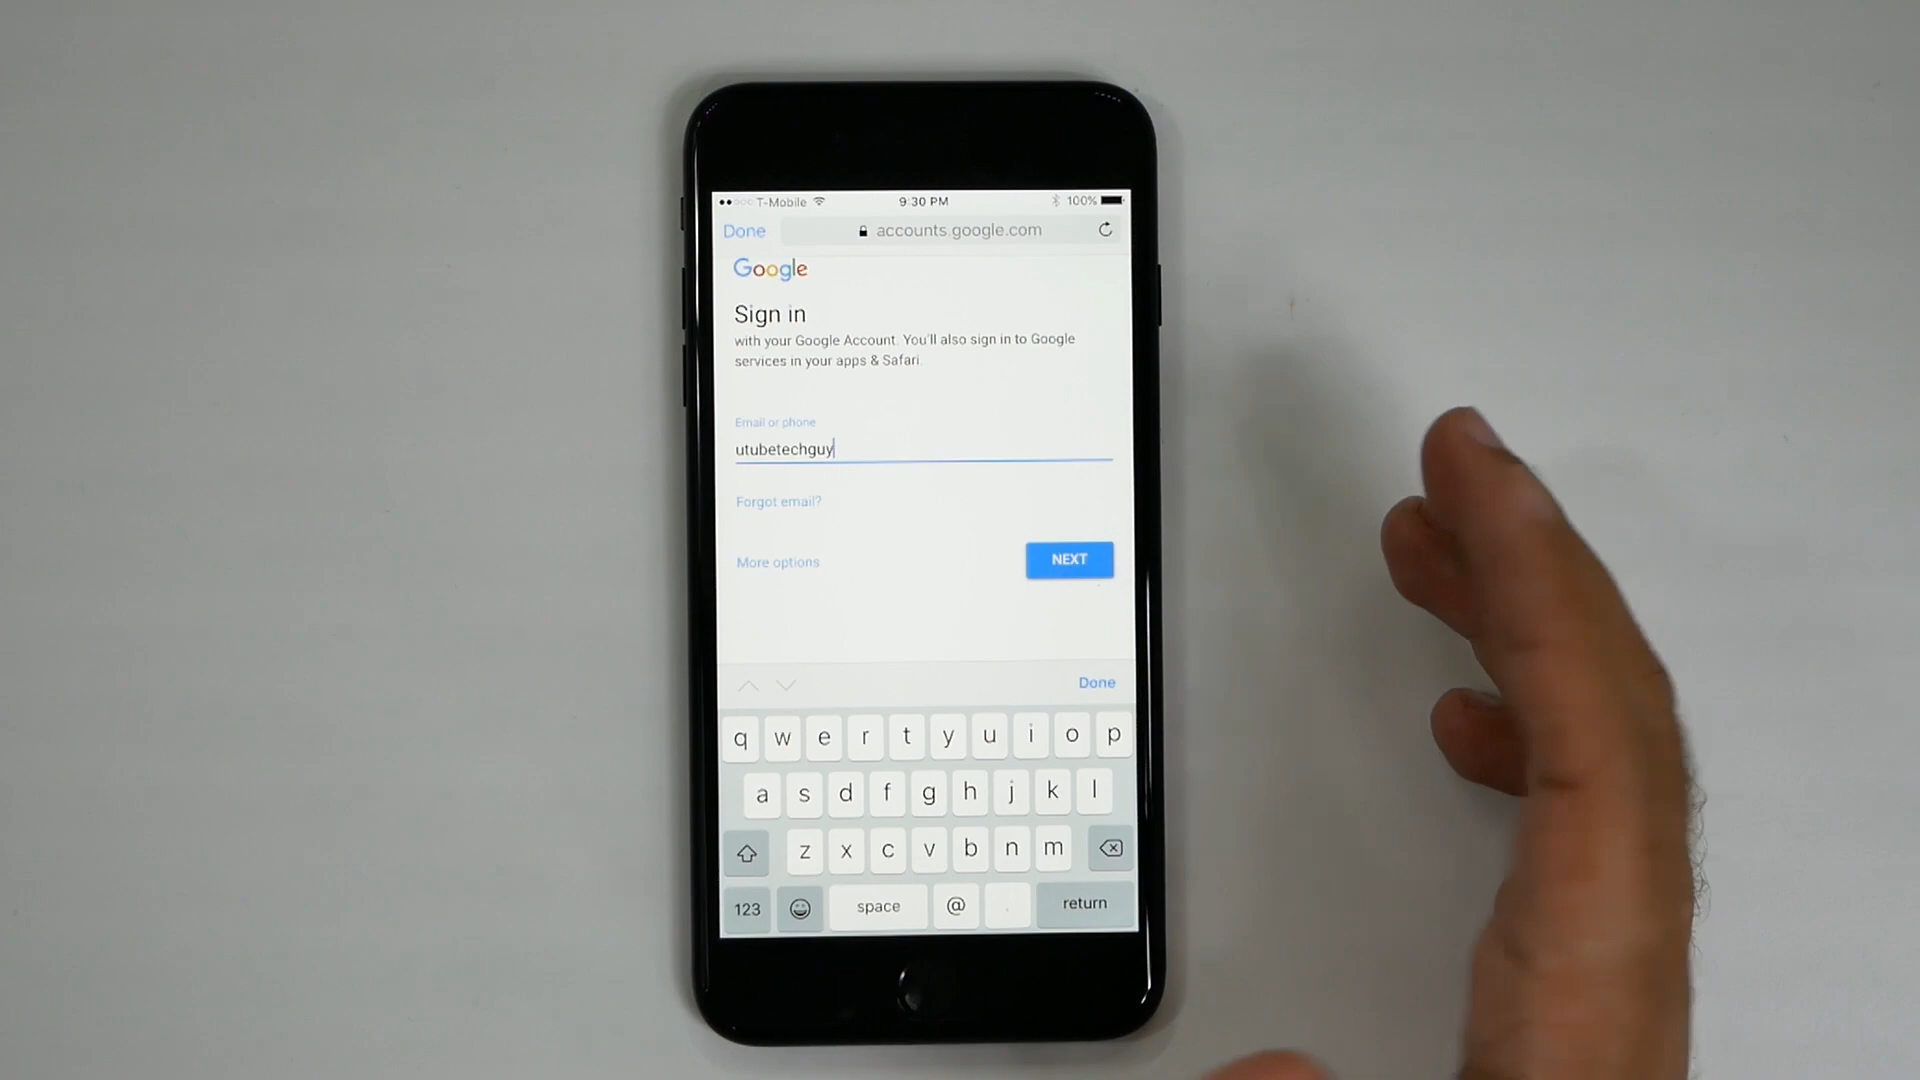 T-Mobile 9:30 PM 100%
Done accounts.google.com
Google
Sign in
with your Google Account. You'll also sign in to Google
services in your apps & Safari.
Email or phone
utubetechguy
Forgot email?
More options NEXT
Done
q w e r t y u i o p
a s d f g h j k l
z x c v b n m
123 space @ . return